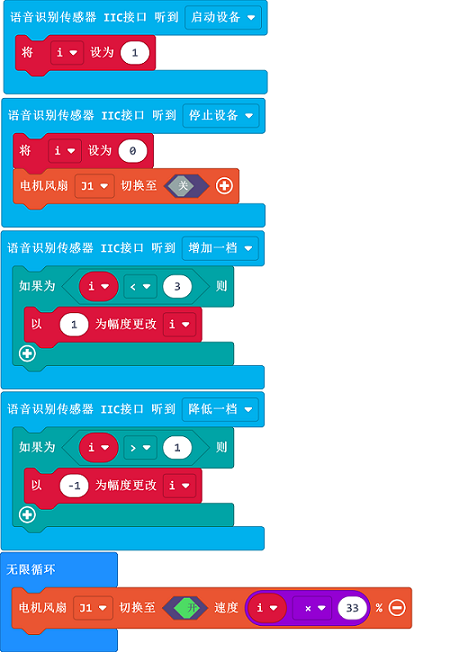 语音识别传感器 IIC接口 听到 启动设备
将 i 设为 1
语音识别传感器 IIC接口 听到 停止设备
将 i 设为 0
电机风扇 J1 切换至 关
语音识别传感器 IIC接口 听到 增加一档
如果为 i < 3 则
以 1 为幅度更改 i
语音识别传感器 IIC接口 听到 降低一档
如果为 i > 1 则
以 -1 为幅度更改 i
无限循环
电机风扇 J1 切换至 开 速度 i × 33 %